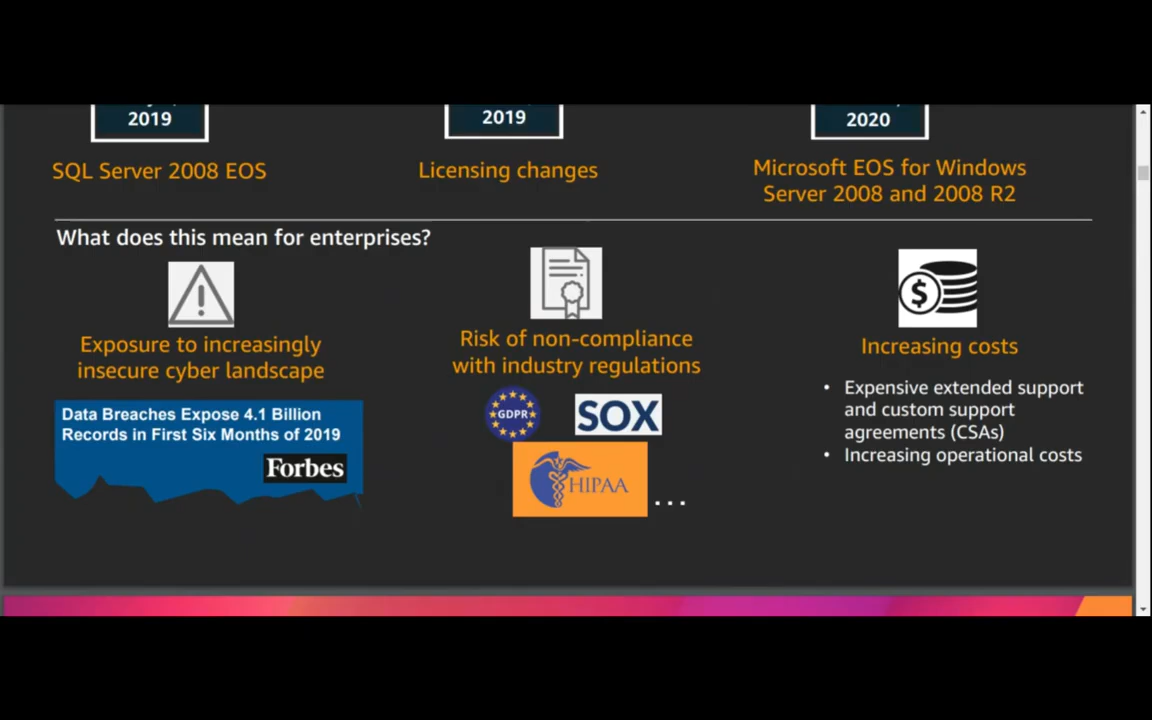 2019
2019
2020
SQL Server 2008 EOS
Licensing changes
Microsoft EOS for Windows
Server 2008 and 2008 R2
What does this mean for enterprises?
Exposure to increasingly
insecure cyber landscape
Data Breaches Expose 4.1 Billion
Records in First Six Months of 2019
Forbes
Risk of non-compliance
with industry regulations
GDPR
SOX
HIPAA
...
$
Increasing costs
• Expensive extended support
and custom support
agreements (CSAs)
• Increasing operational costs